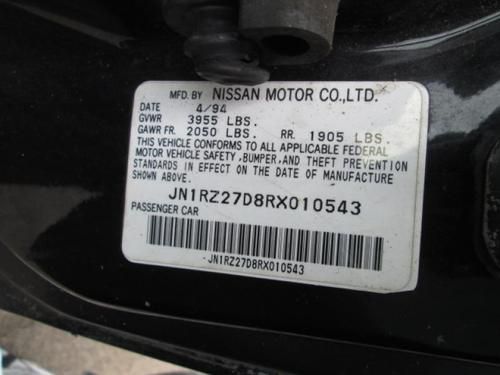 MFD. BY NISSAN MOTOR CO.,LTD.
DATE 4/94
GVWR 3955 LBS.
GAWR FR. 2050 LBS. RR. 1905 LBS.
THIS VEHICLE CONFORMS TO ALL APPLICABLE FEDERAL
MOTOR VEHICLE SAFETY, BUMPER, AND THEFT PREVENTION
STANDARDS IN EFFECT ON THE DATE OF MANUFACTURE
SHOWN ABOVE.
JN1RZ27D8RX010543
PASSENGER CAR
JN1RZ27D8RX010543